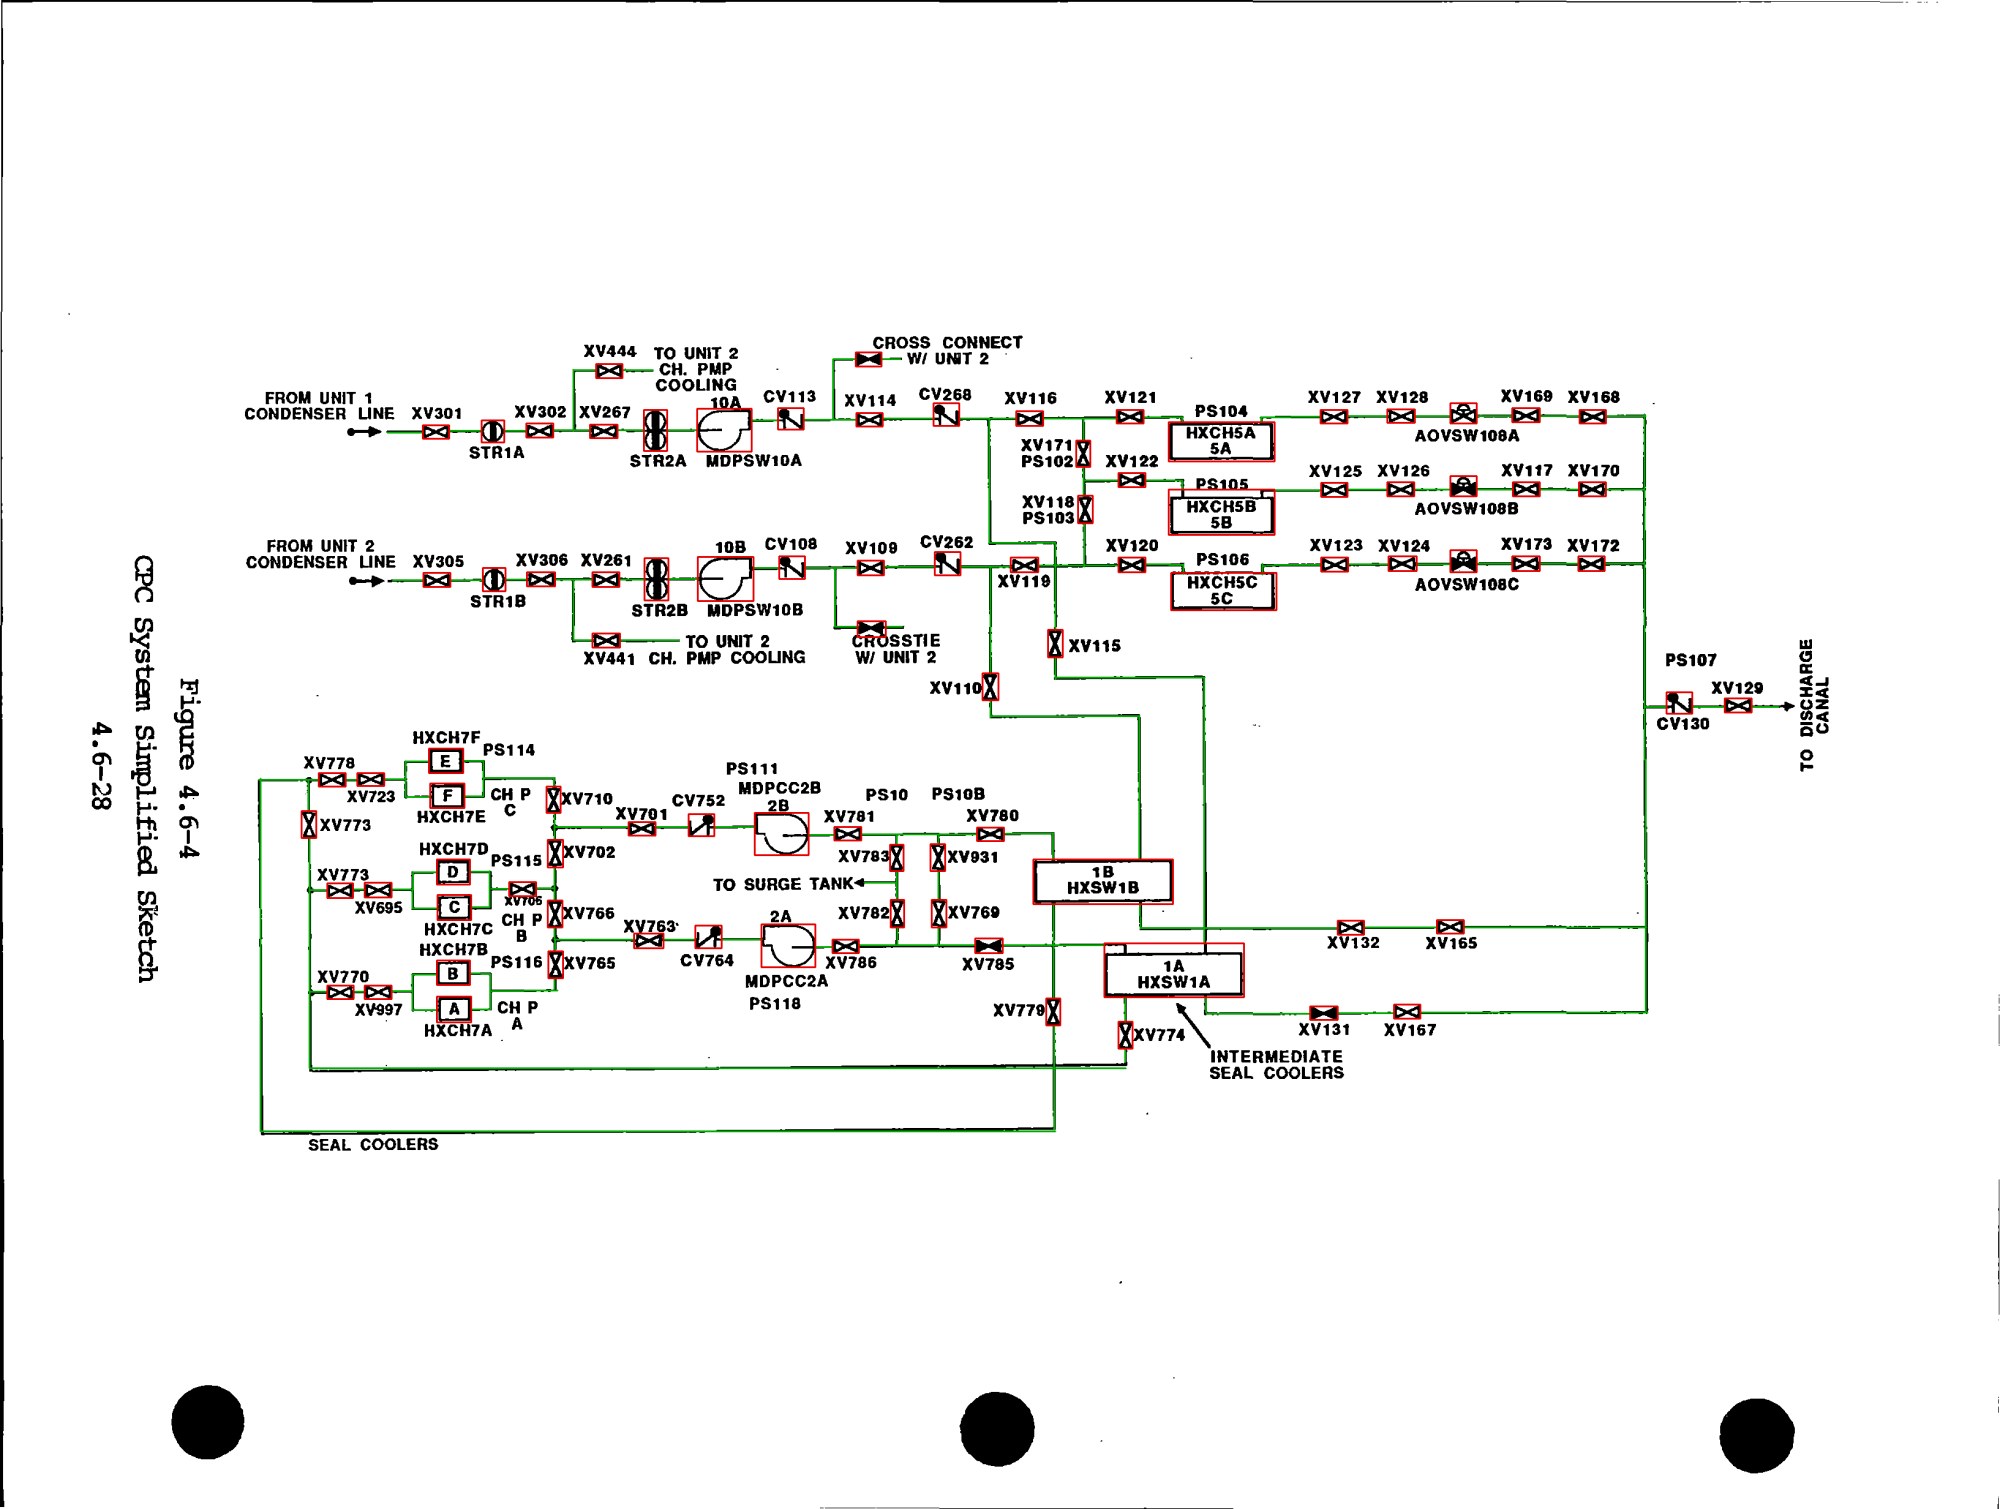 CROSS CONNECT
W/ UNIT 2
XV444
TO UNIT 2
CH. PMP
COOLING
FROM UNIT 1
CONDENSER LINE
XV301
STR1A
XV302
XV267
STR2A
10A
MDPSW10A
CV113
XV114
CV268
XV116
XV121
PS104
HXCH5A
5A
XV127
XV128
AOVSW108A
XV169
XV168
XV171
PS102
XV122
PS105
HXCH5B
5B
XV125
XV126
AOVSW108B
XV117
XV170
XV118
PS103
FROM UNIT 2
CONDENSER LINE
XV305
STR1B
XV306
XV261
STR2B
10B
MDPSW10B
CV108
XV109
CV262
XV119
XV120
PS106
HXCH5C
5C
XV123
XV124
AOVSW108C
XV173
XV172
XV441
TO UNIT 2
CH. PMP COOLING
CROSSTIE
W/ UNIT 2
XV115
XV110
PS107
CV130
XV129
TO DISCHARGE
CANAL
XV778
XV723
HXCH7F
E
PS114
F
HXCH7E
CH P
C
XV710
XV773
XV701
CV752
PS111
MDPCC2B
2B
XV781
PS10
PS10B
XV780
XV702
XV783
XV931
HXCH7D
D
PS115
XV773
XV695
C
HXCH7C
XV706
CH P
B
TO SURGE TANK
1B
HXSW1B
XV766
XV782
XV769
XV763
CV764
2A
MDPCC2A
PS118
XV786
XV785
XV132
XV165
HXCH7B
B
PS116
XV765
XV770
XV997
A
HXCH7A
CH P
A
1A
HXSW1A
XV779
XV774
XV131
XV167
INTERMEDIATE
SEAL COOLERS
SEAL COOLERS
Figure 4.6-4
CPC System Simplified Sketch
4.6-28